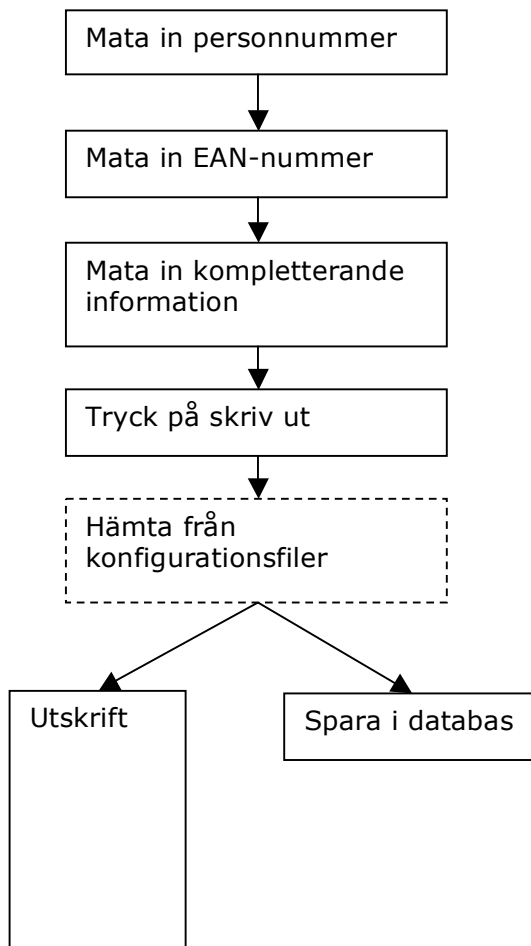 Mata in personnummer
Mata in EAN-nummer
Mata in kompletterande
information
Tryck på skriv ut
Hämta från
konfigurationsfiler
Utskrift
Spara i databas